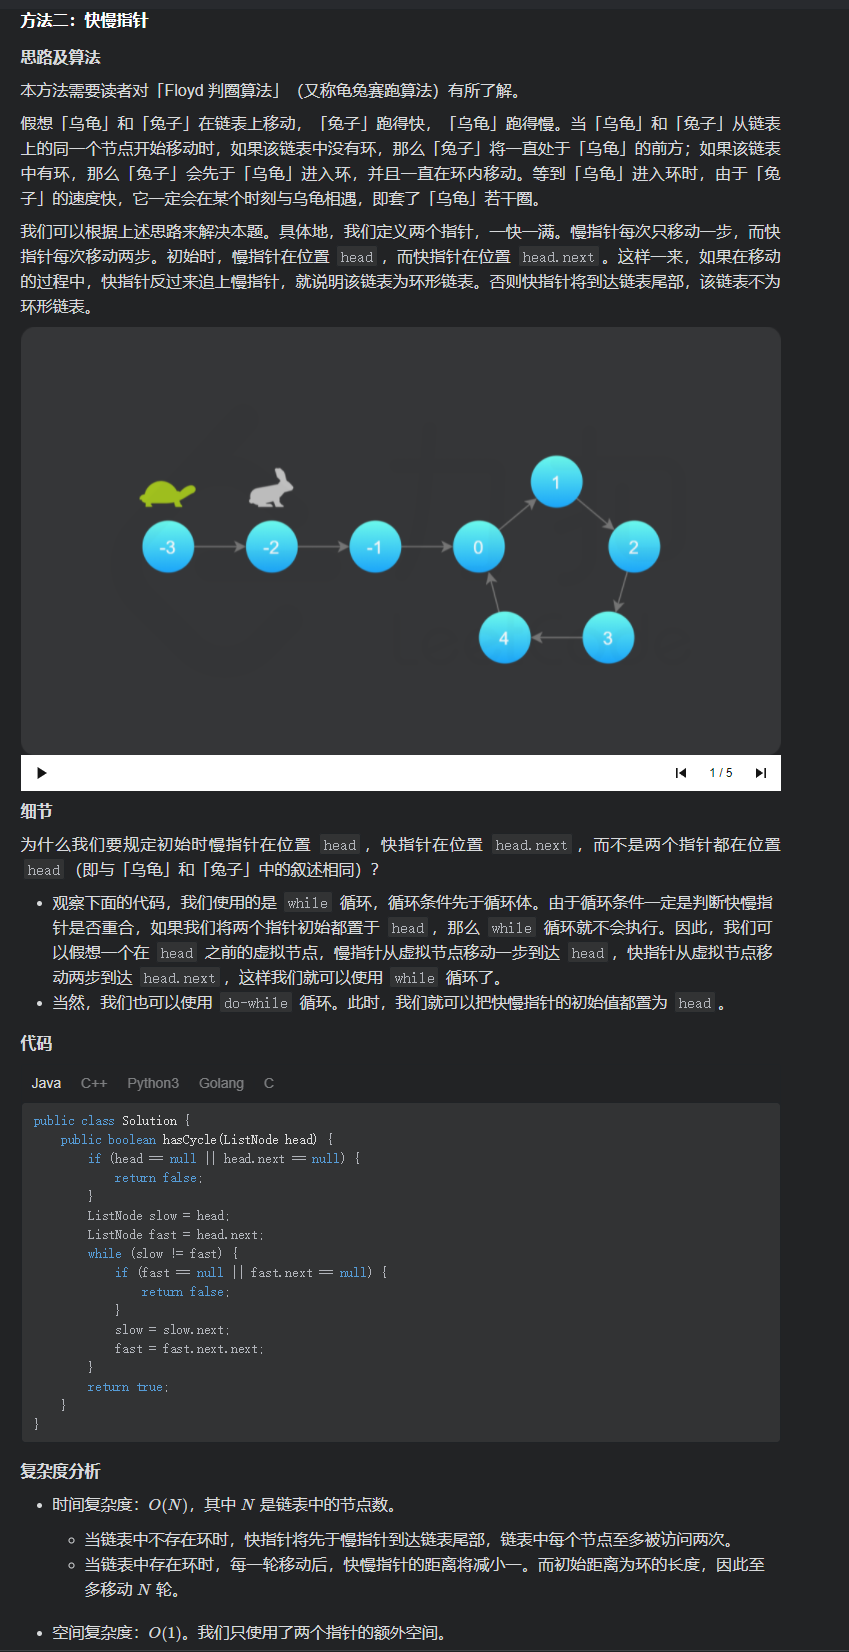 方法二：快慢指针
思路及算法
本方法需要读者对「Floyd 判圈算法」（又称龟兔赛跑算法）有所了解。
假想「乌龟」和「兔子」在链表上移动，「兔子」跑得快，「乌龟」跑得慢。当「乌龟」和「兔子」从链表
上的同一个节点开始移动时，如果该链表中没有环，那么「兔子」将一直处于「乌龟」的前方；如果该链表
中有环，那么「兔子」会先于「乌龟」进入环，并且一直在环内移动。等到「乌龟」进入环时，由于「兔
子」的速度快，它一定会在某个时刻与乌龟相遇，即套了「乌龟」若干圈。
我们可以根据上述思路来解决本题。具体地，我们定义两个指针，一快一满。慢指针每次只移动一步，而快
指针每次移动两步。初始时，慢指针在位置 head，而快指针在位置 head.next。这样一来，如果在移动
的过程中，快指针反过来追上慢指针，就说明该链表为环形链表。否则快指针将到达链表尾部，该链表不为
环形链表。
1
-3 -2 -1 0 2
4 3
1 / 5
细节
为什么我们要规定初始时慢指针在位置 head，快指针在位置 head.next，而不是两个指针都在位置
head（即与「乌龟」和「兔子」中的叙述相同）？
• 观察下面的代码，我们使用的是 while 循环，循环条件先于循环体。由于循环条件一定是判断快慢指
针是否重合，如果我们将两个指针初始都置于 head，那么 while 循环就不会执行。因此，我们可
以假想一个在 head 之前的虚拟节点，慢指针从虚拟节点移动一步到达 head，快指针从虚拟节点移
动两步到达 head.next，这样我们就可以使用 while 循环了。
• 当然，我们也可以使用 do-while 循环。此时，我们就可以把快慢指针的初始值都置为 head。
代码
Java C++ Python3 Golang C
public class Solution {
public boolean hasCycle(ListNode head) {
if (head == null || head.next == null) {
return false;
}
ListNode slow = head;
ListNode fast = head.next;
while (slow != fast) {
if (fast == null || fast.next == null) {
return false;
}
slow = slow.next;
fast = fast.next.next;
}
return true;
}
}
复杂度分析
• 时间复杂度：O(N)，其中 N 是链表中的节点数。
◦ 当链表中不存在环时，快指针将先于慢指针到达链表尾部，链表中每个节点至多被访问两次。
◦ 当链表中存在环时，每一轮移动后，快慢指针的距离将减小一。而初始距离为环的长度，因此至
多移动 N 轮。
• 空间复杂度：O(1)。我们只使用了两个指针的额外空间。